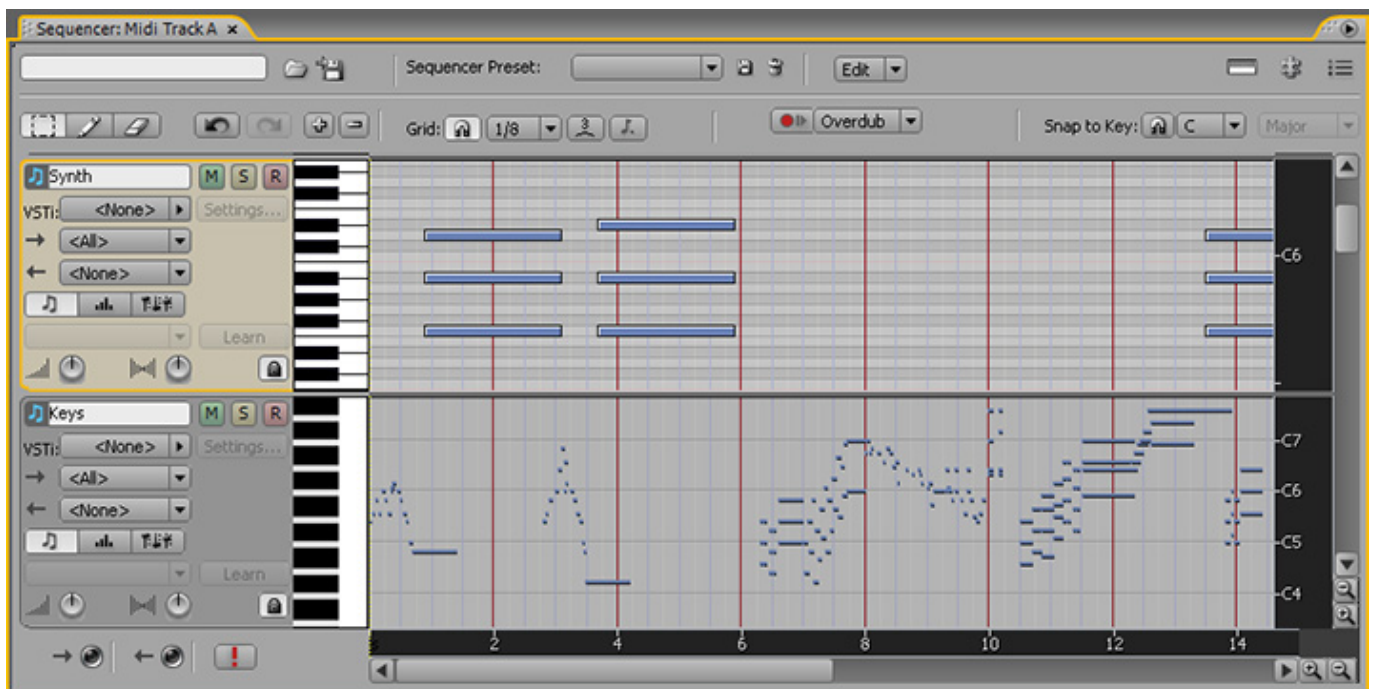 Sequencer: Midi Track A ×
Sequencer Preset:
Edit
Grid: 1/8 3
Overdub
Snap to Key: C Major
Synth M S R
VSTi: <None> Settings...
<All>
<None>
Learn
C6
Keys M S R
VSTi: <None> Settings...
<All>
<None>
Learn
C7
C6
C5
C4
2 4 6 8 10 12 14
!